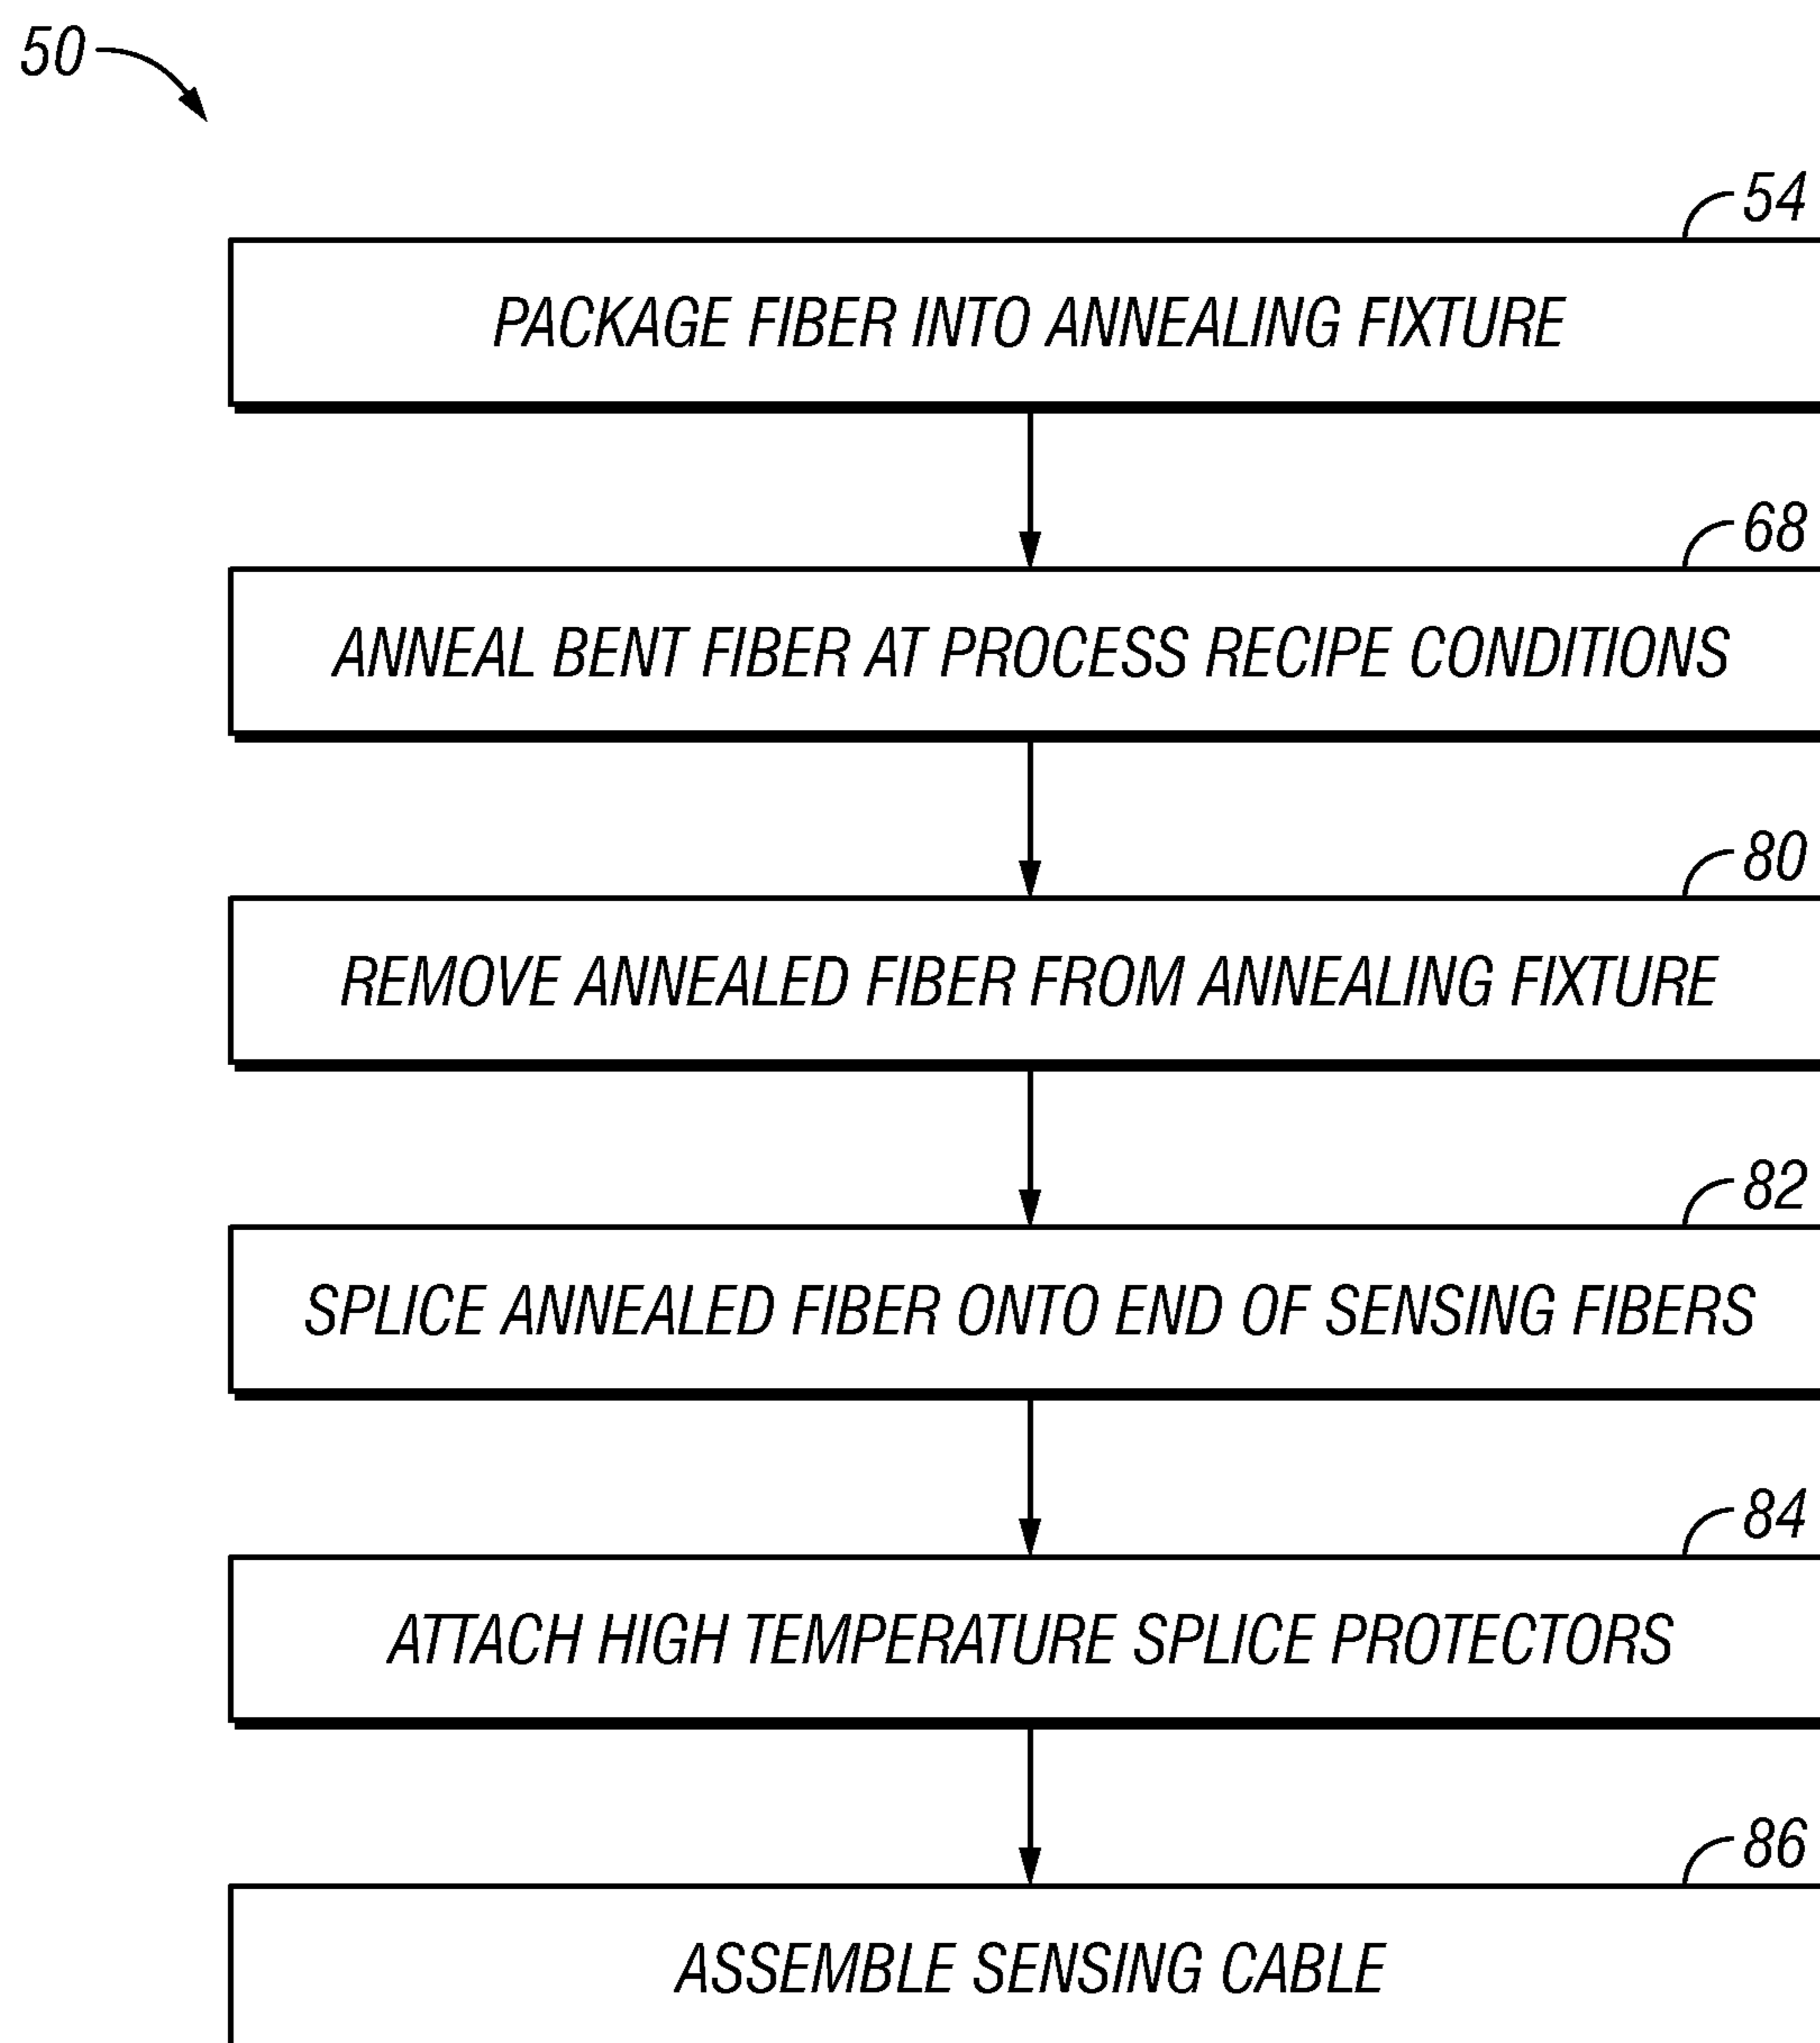 50
54
PACKAGE FIBER INTO ANNEALING FIXTURE
68
ANNEAL BENT FIBER AT PROCESS RECIPE CONDITIONS
80
REMOVE ANNEALED FIBER FROM ANNEALING FIXTURE
82
SPLICE ANNEALED FIBER ONTO END OF SENSING FIBERS
84
ATTACH HIGH TEMPERATURE SPLICE PROTECTORS
86
ASSEMBLE SENSING CABLE